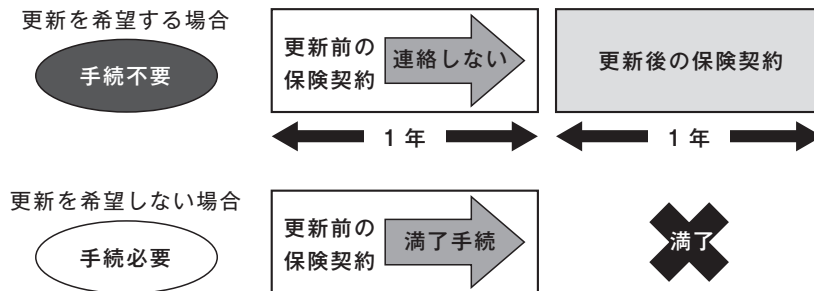 更新を希望する場合
手続不要
更新前の
保険契約
連絡しない
更新後の保険契約
1年
1年
更新を希望しない場合
手続必要
更新前の
保険契約
満了手続
満了